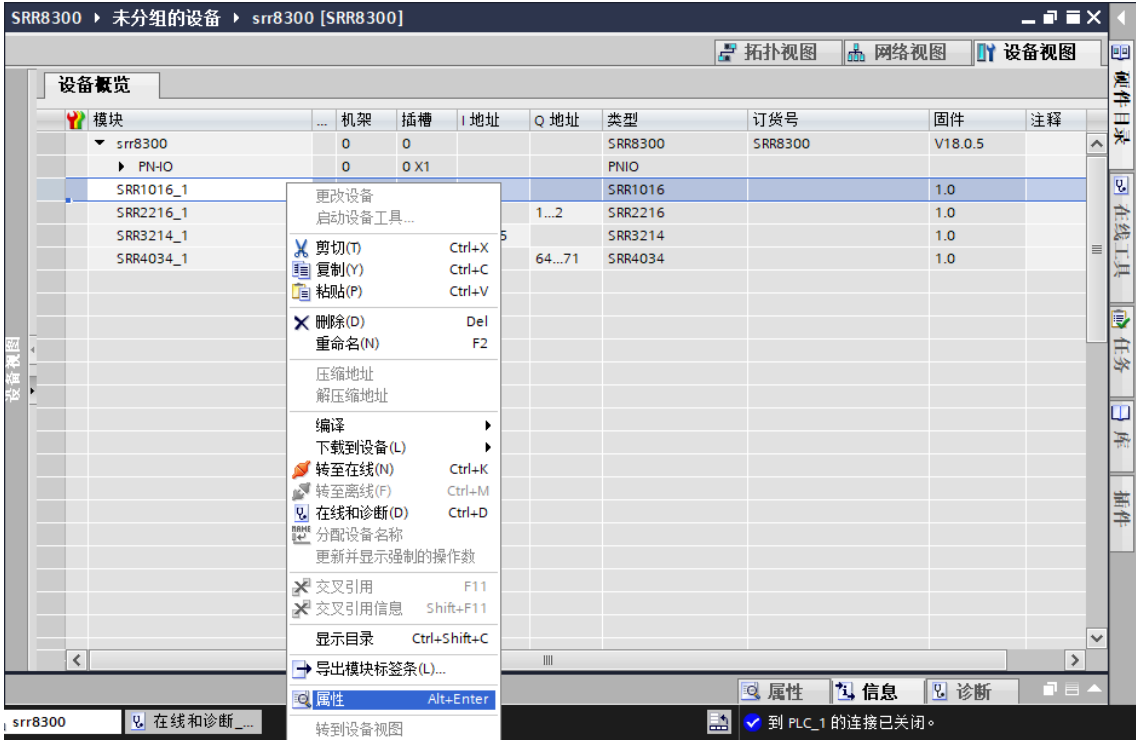 SRR8300 ▸ 未分组的设备 ▸ srr8300 [SRR8300]
拓扑视图 网络视图 设备视图
设备概览
模块 ... 机架 插槽 I 地址 Q 地址 类型 订货号 固件 注释
srr8300 0 0 SRR8300 SRR8300 V18.0.5
PN-IO 0 0 X1 PNIO
SRR1016_1 SRR1016 1.0
SRR2216_1 1...2 SRR2216 1.0
SRR3214_1 5 SRR3214 1.0
SRR4034_1 64...71 SRR4034 1.0
更改设备
启动设备工具...
剪切(T) Ctrl+X
复制(Y) Ctrl+C
粘贴(P) Ctrl+V
删除(D) Del
重命名(N) F2
压缩地址
解压缩地址
编译
下载到设备(L)
转至在线(N) Ctrl+K
转至离线(F) Ctrl+M
在线和诊断(D) Ctrl+D
分配设备名称
更新并显示强制的操作数
交叉引用 F11
交叉引用信息 Shift+F11
显示目录 Ctrl+Shift+C
导出模块标签条(L)...
属性 Alt+Enter
转到设备视图
设备视图
硬件目录
在线工具
任务
库
插件
属性 信息 诊断
srr8300 在线和诊断_... 到 PLC_1 的连接已关闭。